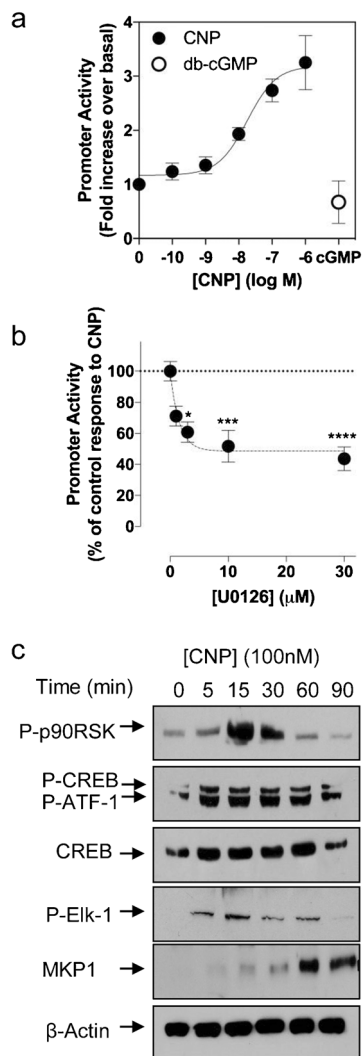 a
CNP
db-cGMP
Promoter Activity
(Fold increase over basal)
4
3
2
1
0
0 -10 -9 -8 -7 -6 cGMP
[CNP] (log M)
b
Promoter Activity
(% of control response to CNP)
100
80
60
40
20
0
*
***
****
0 10 20 30
[U0126] (μM)
c
[CNP] (100nM)
Time (min) 0 5 15 30 60 90
P-p90RSK
P-CREB
P-ATF-1
CREB
P-Elk-1
MKP1
β-Actin